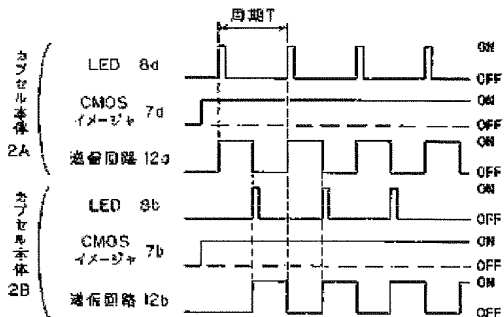 周期T
カプセル本体
2A
LED 8a
ON
OFF
CMOS
イメージャ 7a
ON
OFF
送信回路 12a
ON
OFF
カプセル本体
2B
LED 8b
ON
OFF
CMOS
イメージャ 7b
ON
OFF
送信回路 12b
ON
OFF